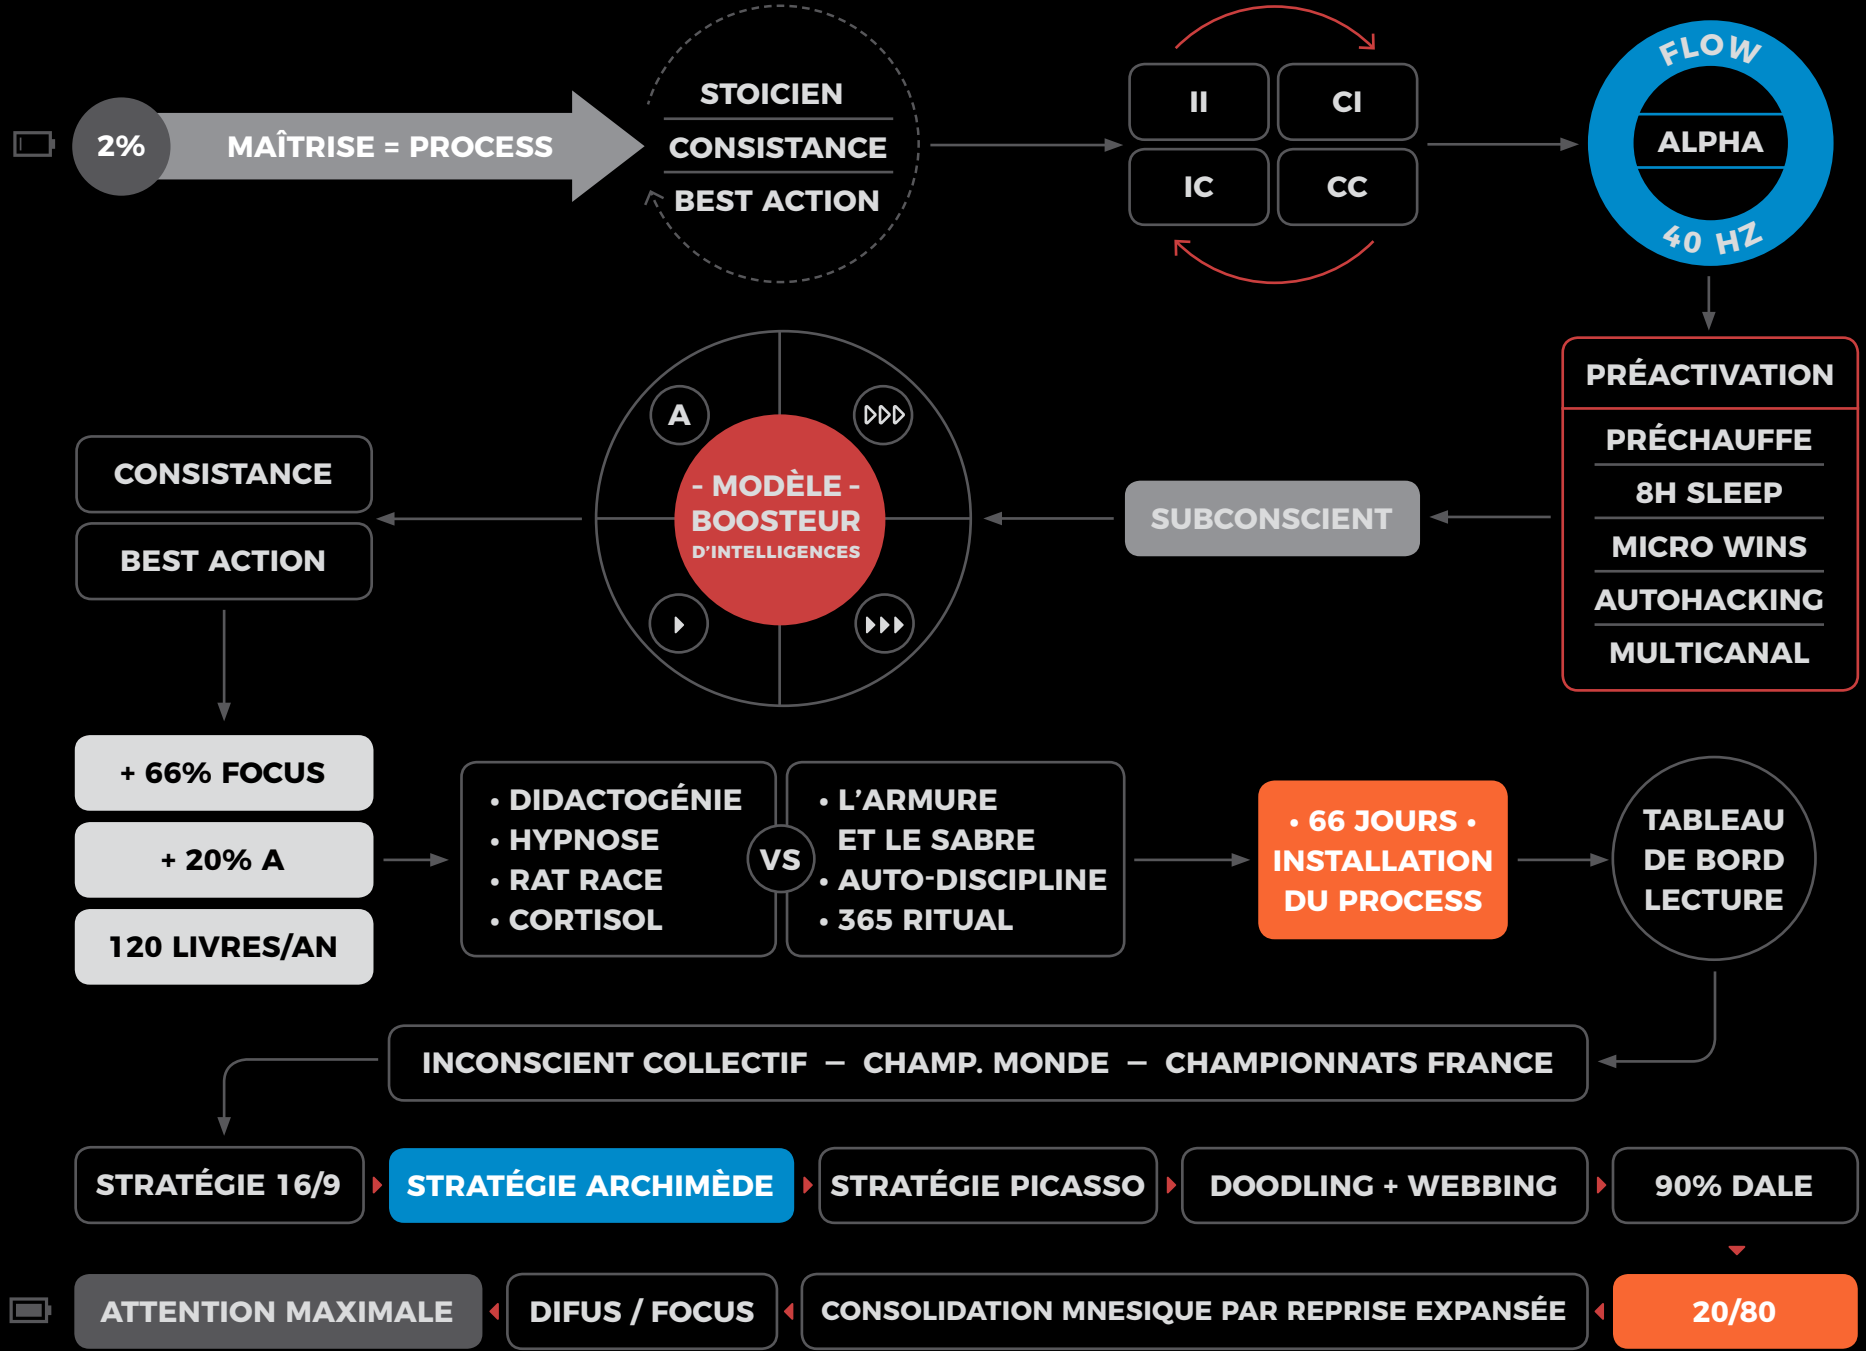 2%
MAÎTRISE = PROCESS
STOICIEN
CONSISTANCE
BEST ACTION
II
CI
IC
CC
FLOW
ALPHA
40 HZ
PRÉACTIVATION
PRÉCHAUFFE
8H SLEEP
MICRO WINS
AUTOHACKING
MULTICANAL
SUBCONSCIENT
A
- MODÈLE -
BOOSTEUR
D'INTELLIGENCES
CONSISTANCE
BEST ACTION
+ 66% FOCUS
+ 20% A
120 LIVRES/AN
• DIDACTOGÉNIE
• HYPNOSE
• RAT RACE
• CORTISOL
VS
• L'ARMURE
ET LE SABRE
• AUTO-DISCIPLINE
• 365 RITUAL
• 66 JOURS •
INSTALLATION
DU PROCESS
TABLEAU
DE BORD
LECTURE
INCONSCIENT COLLECTIF – CHAMP. MONDE – CHAMPIONNATS FRANCE
STRATÉGIE 16/9
STRATÉGIE ARCHIMÈDE
STRATÉGIE PICASSO
DOODLING + WEBBING
90% DALE
20/80
CONSOLIDATION MNESIQUE PAR REPRISE EXPANSÉE
DIFUS / FOCUS
ATTENTION MAXIMALE